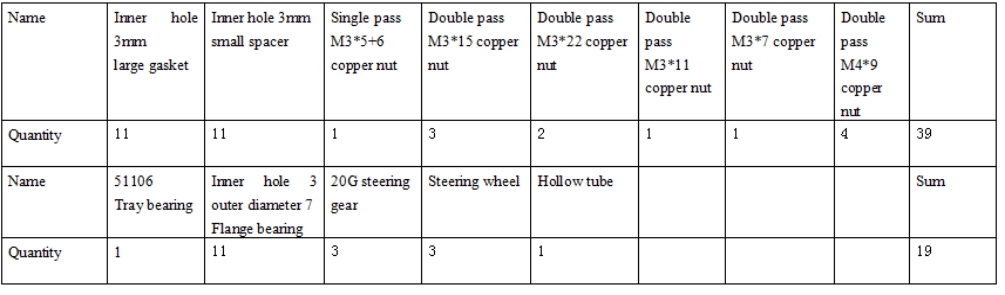 Name
Inner hole
3mm
large gasket
Inner hole 3mm
small spacer
Single pass
M3*5+6
copper nut
Double pass
M3*15 copper
nut
Double pass
M3*22 copper
nut
Double
pass
M3*11
copper nut
Double pass
M3*7 copper
nut
Double
pass
M4*9
copper
nut
Sum
Quantity
11
11
1
3
2
1
1
4
39
Name
51106
Tray bearing
Inner hole 3
outer diameter 7
Flange bearing
20G steering
gear
Steering wheel
Hollow tube
Sum
Quantity
1
11
3
3
1
19